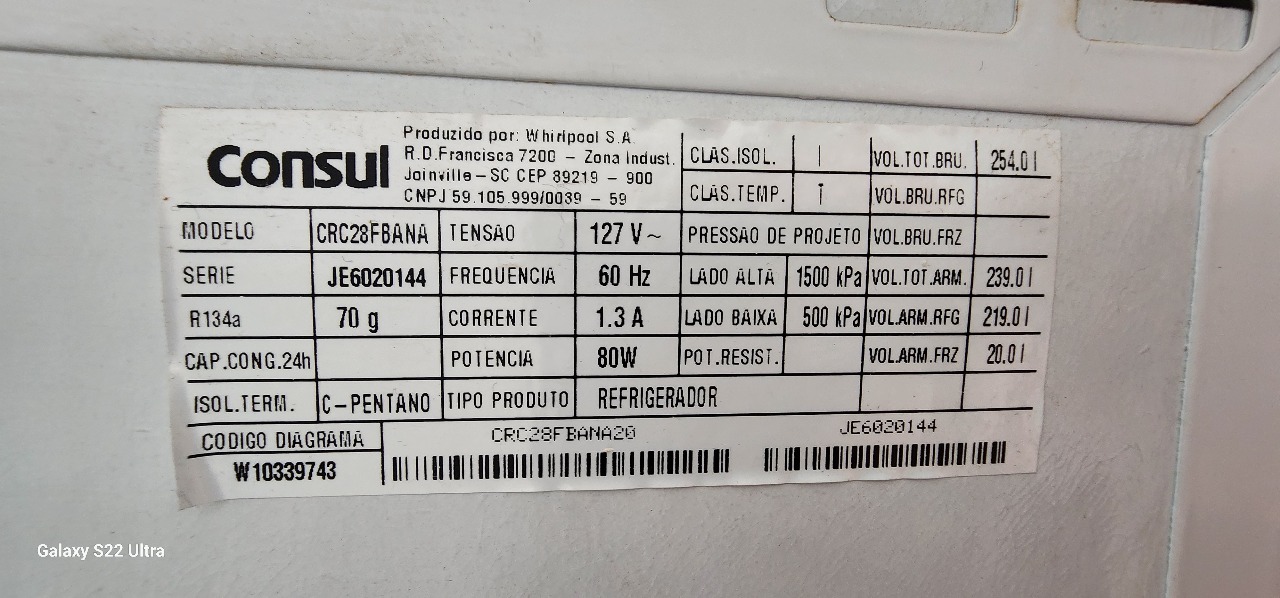 Consul
Produzido por: Whirlpool S.A.
R.D.Francisca 7200 - Zona Indust.
Joinville-SC CEP 89219 - 900
CNPJ 59.105.999/0039 - 59
CLAS.ISOL. I VOL.TOT.BRU. 254.0 l
CLAS.TEMP. T VOL.BRU.RFG
MODELO CRC28FBANA TENSAO 127 V~ PRESSAO DE PROJETO VOL.BRU.FRZ
SERIE JE6020144 FREQUENCIA 60 Hz LADO ALTA 1500 kPa VOL.TOT.ARM. 239.0 l
R134a 70 g CORRENTE 1.3 A LADO BAIXA 500 kPa VOL.ARM.RFG 219.0 l
CAP.CONG.24h POTENCIA 80W POT.RESIST. VOL.ARM.FRZ 20.0 l
ISOL.TERM. C-PENTANO TIPO PRODUTO REFRIGERADOR
CODIGO DIAGRAMA CRC28FBANA20 JE6020144
W10339743
Galaxy S22 Ultra